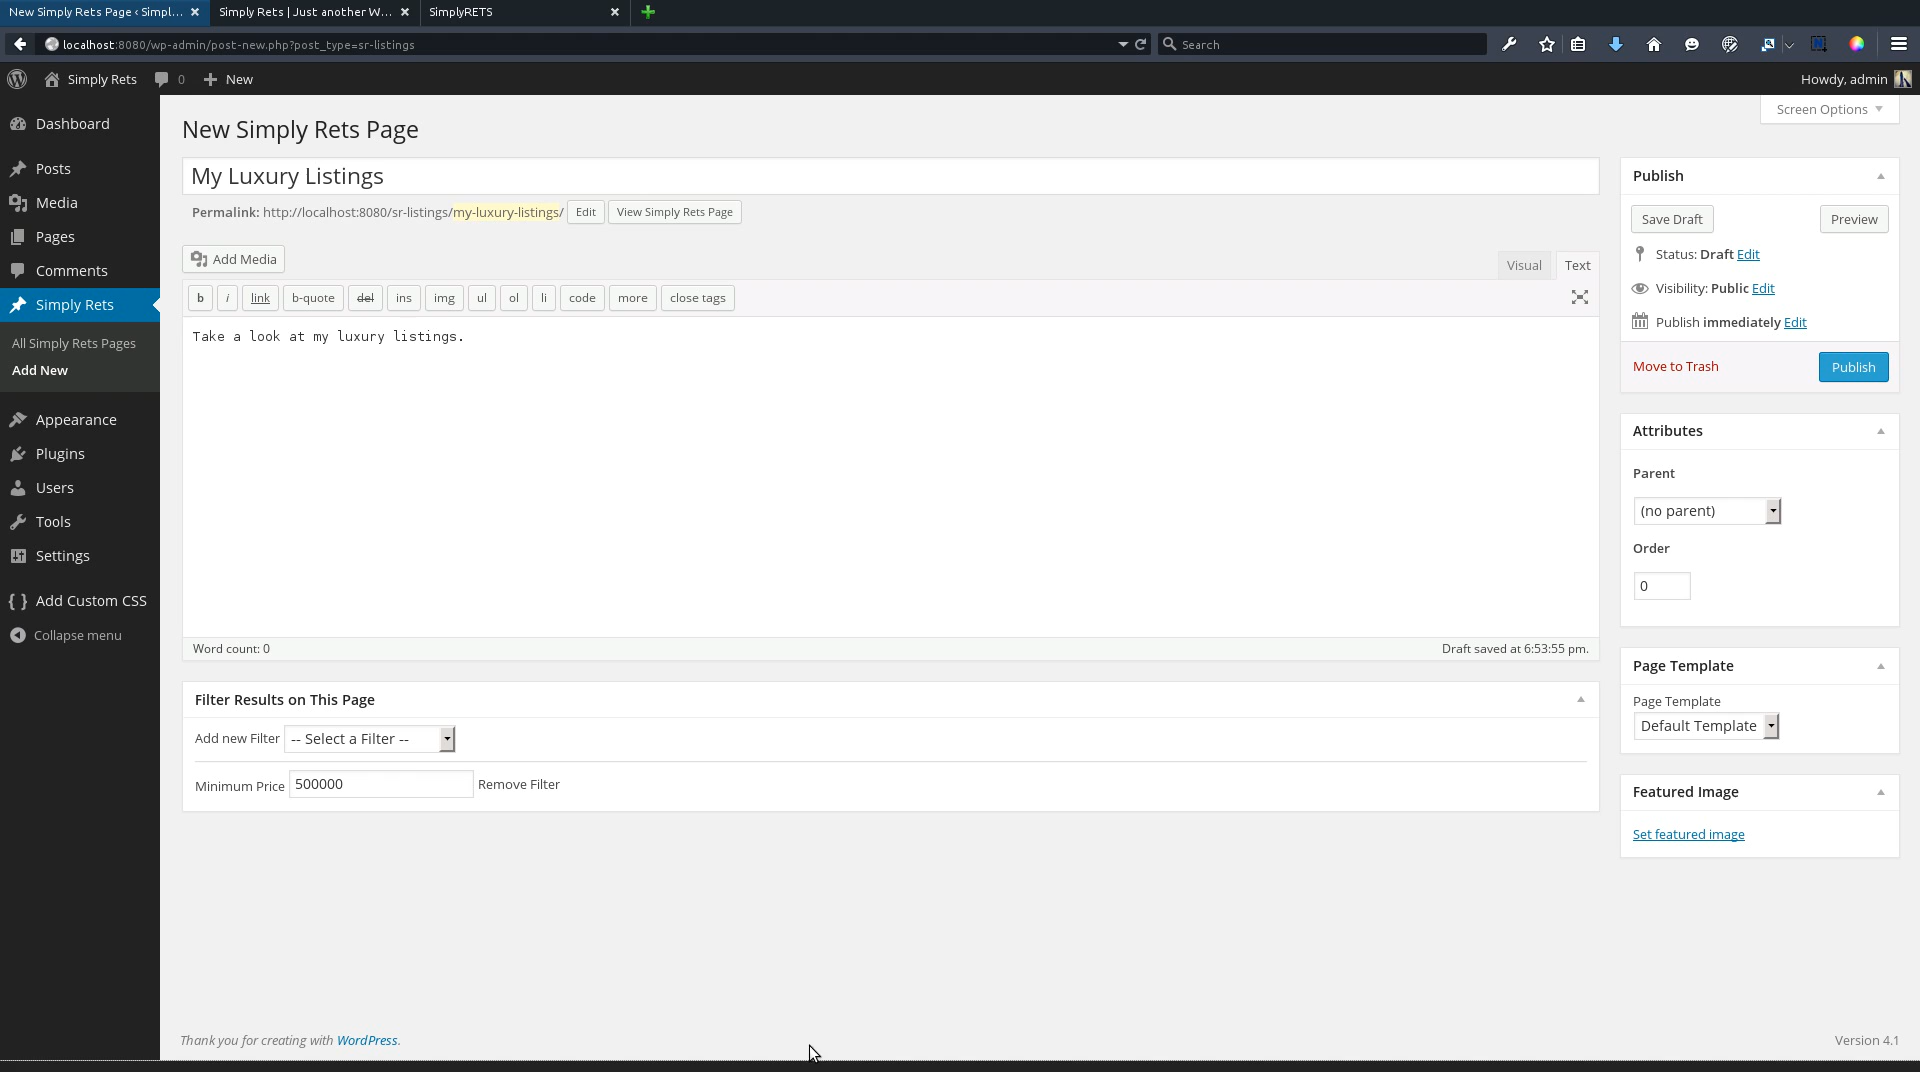 New Simply Rets Page ‹ Simpl...
Simply Rets | Just another W...
SimplyRETS
localhost:8080/wp-admin/post-new.php?post_type=sr-listings
Search
Simply Rets
0
New
Howdy, admin
Screen Options
Dashboard
Posts
Media
Pages
Comments
Simply Rets
All Simply Rets Pages
Add New
Appearance
Plugins
Users
Tools
Settings
Add Custom CSS
Collapse menu
New Simply Rets Page
My Luxury Listings
Permalink: http://localhost:8080/sr-listings/my-luxury-listings/ Edit View Simply Rets Page
Add Media
Visual Text
b i link b-quote del ins img ul ol li code more close tags
Take a look at my luxury listings.
Word count: 0
Draft saved at 6:53:55 pm.
Filter Results on This Page
Add new Filter -- Select a Filter --
Minimum Price 500000 Remove Filter
Publish
Save Draft Preview
Status: Draft Edit
Visibility: Public Edit
Publish immediately Edit
Move to Trash Publish
Attributes
Parent
(no parent)
Order
0
Page Template
Page Template
Default Template
Featured Image
Set featured image
Thank you for creating with WordPress.
Version 4.1